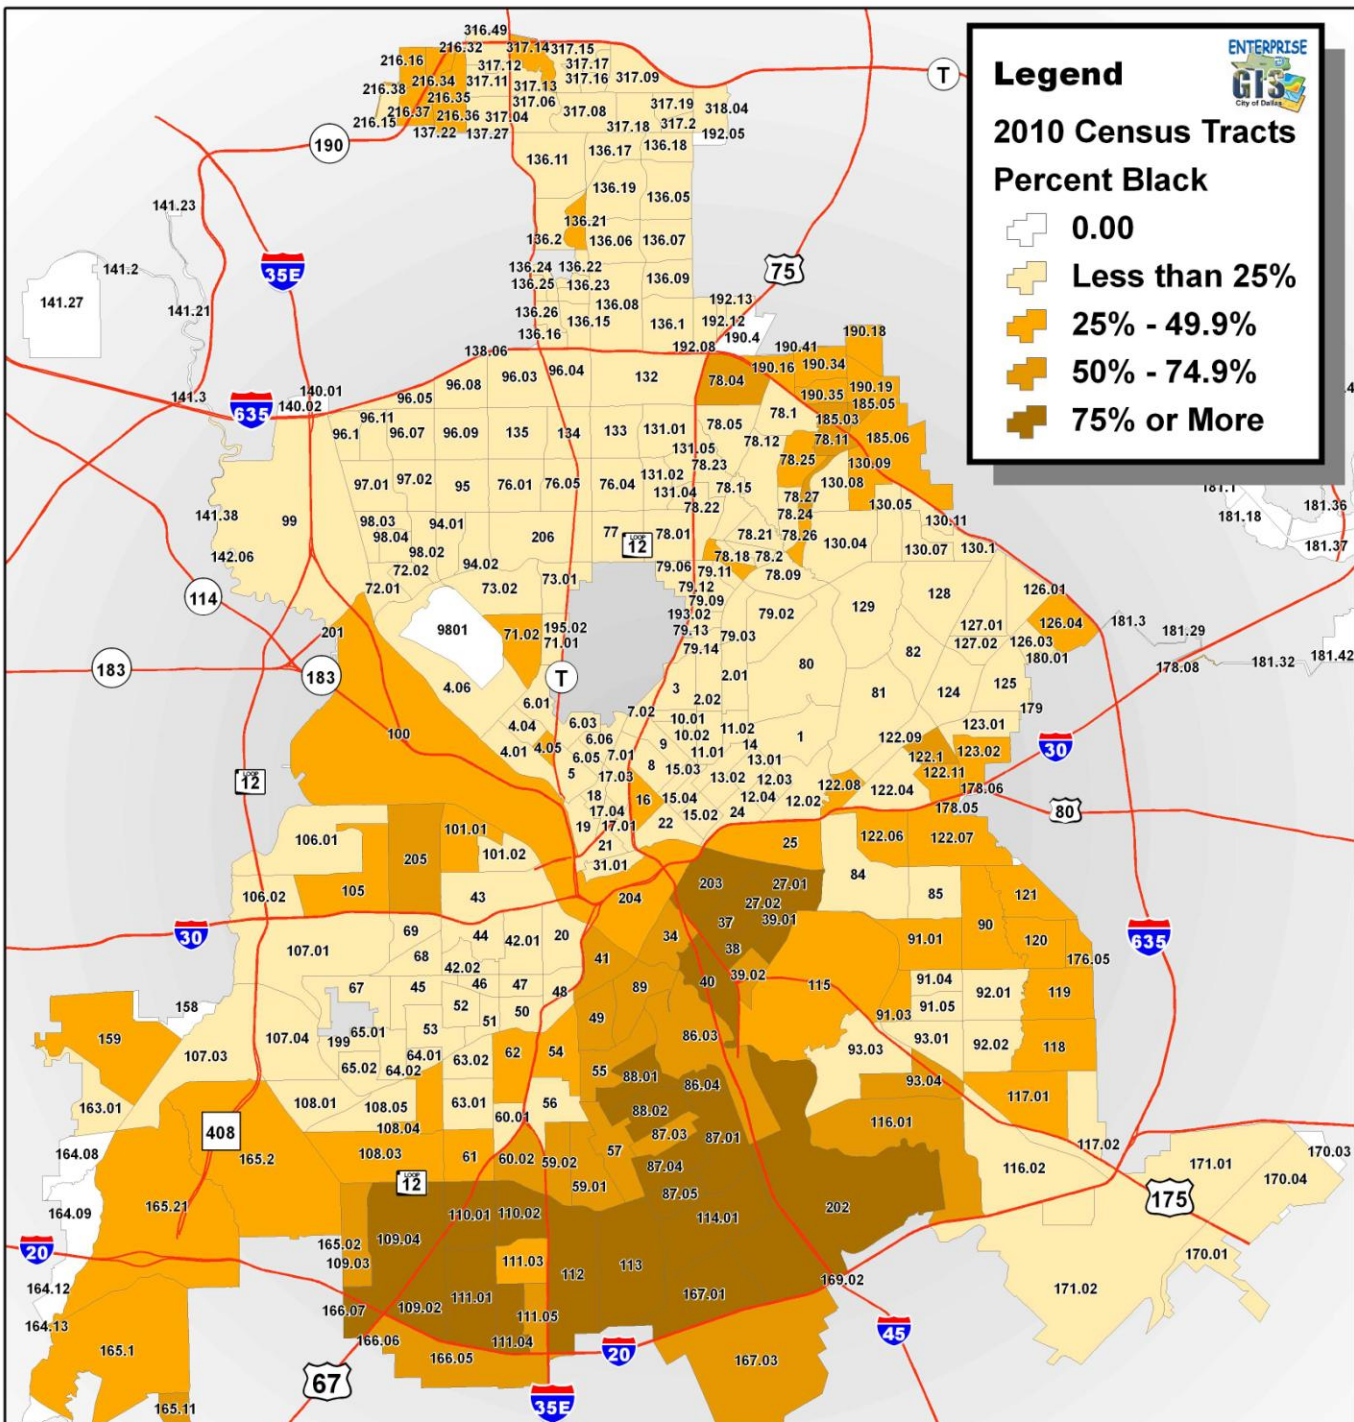 ENTERPRISE
GIS
City of Dallas
Legend
2010 Census Tracts
Percent Black
0.00
Less than 25%
25% - 49.9%
50% - 74.9%
75% or More
316.49
216.32 317.14 317.15
216.16 317.12 317.17
216.34 317.11 317.16 317.09
216.38 317.13
216.35 317.06 317.19 318.04
216.37 216.36 317.04 317.08 317.2
216.15 317.18
137.22 137.27 192.05
T
190
136.11 136.17 136.18
136.19 136.05
141.23
136.21
136.2 136.06 136.07
141.2 35E 75
136.24 136.22
136.25 136.23 136.09
141.27 141.21
136.26 136.08 192.13
136.16 136.15 136.1 192.12
190.4 190.18
138.06 192.08 190.41
96.03 96.04 132 190.16 190.34
96.08 78.04 190.19
141.3 140.01 96.05 190.35 185.05
635 140.02 96.11 78.1 185.03
96.1 96.07 96.09 135 134 133 131.01 78.05 78.12 78.11 185.06
131.05 78.25 130.09
97.01 97.02 95 76.01 76.05 76.04 131.02 78.23 130.08
131.04 78.15 78.27 130.05
78.22 78.24
141.38 99 98.03 94.01 130.11
98.04 206 77 LOOP 12 78.01 78.21 78.26 130.04 130.07 130.1
142.06 98.02 94.02 78.18 78.2
72.02 73.01 79.06 79.11 78.09
72.01 73.02 79.12
181.1 181.36
181.18
181.37
114 79.09 126.01
193.02 79.02 129 128
201 9801 71.02 195.02 79.13 79.03 127.01 126.04
71.01 79.14 127.02 126.03
183 183 T 80 82 180.01
181.3 181.29
178.08 181.32 181.42
4.06 3 2.01 81 124 125
6.01 2.02 179
100 4.04 6.03 7.02 10.01 11.02 1 122.09 123.01
4.01 4.05 6.06 10.02 14 122.1 123.02 30
6.05 7.01 9 11.01 13.01
5 17.03 8 15.03 13.02 12.03 122.08 122.11
LOOP 12 18 16 15.04 12.04 12.02 122.04 178.06
17.04 15.02 24 178.05 80
19 17.01 22
106.01 101.01 21 25 122.06 122.07
205 101.02 31.01
105 84
106.02 43 204 203 27.01 85 121
27.02
30 69 44 42.01 20 34 37 39.01 91.01 90 120 635
107.01 68 41 38 176.05
42.02 39.02
67 45 46 47 48 89 40 115 91.04 92.01 119
158 52 50 49 91.05
159 107.04 199 65.01 53 51 91.03
107.03 64.01 86.03 93.03 93.01 92.02 118
65.02 64.02 63.02 62 54
55 88.01 86.04 93.04
163.01 108.01 108.05 63.01 56 88.02 117.01
108.04 60.01 87.03 87.01 116.01
164.08 408 117.02
165.2 108.03 61 60.02 59.02 57 87.04 116.02 171.01 170.03
LOOP 12 59.01 87.05 170.04
164.09 165.21 110.01 110.02 114.01 202 175
20 165.02 109.04 170.01
109.03 111.03 112 113
164.12 169.02 171.02
166.07 109.02 111.01 111.05 167.01
164.13 45
165.1 166.06 166.05 111.04 20 167.03
67
165.11 35E